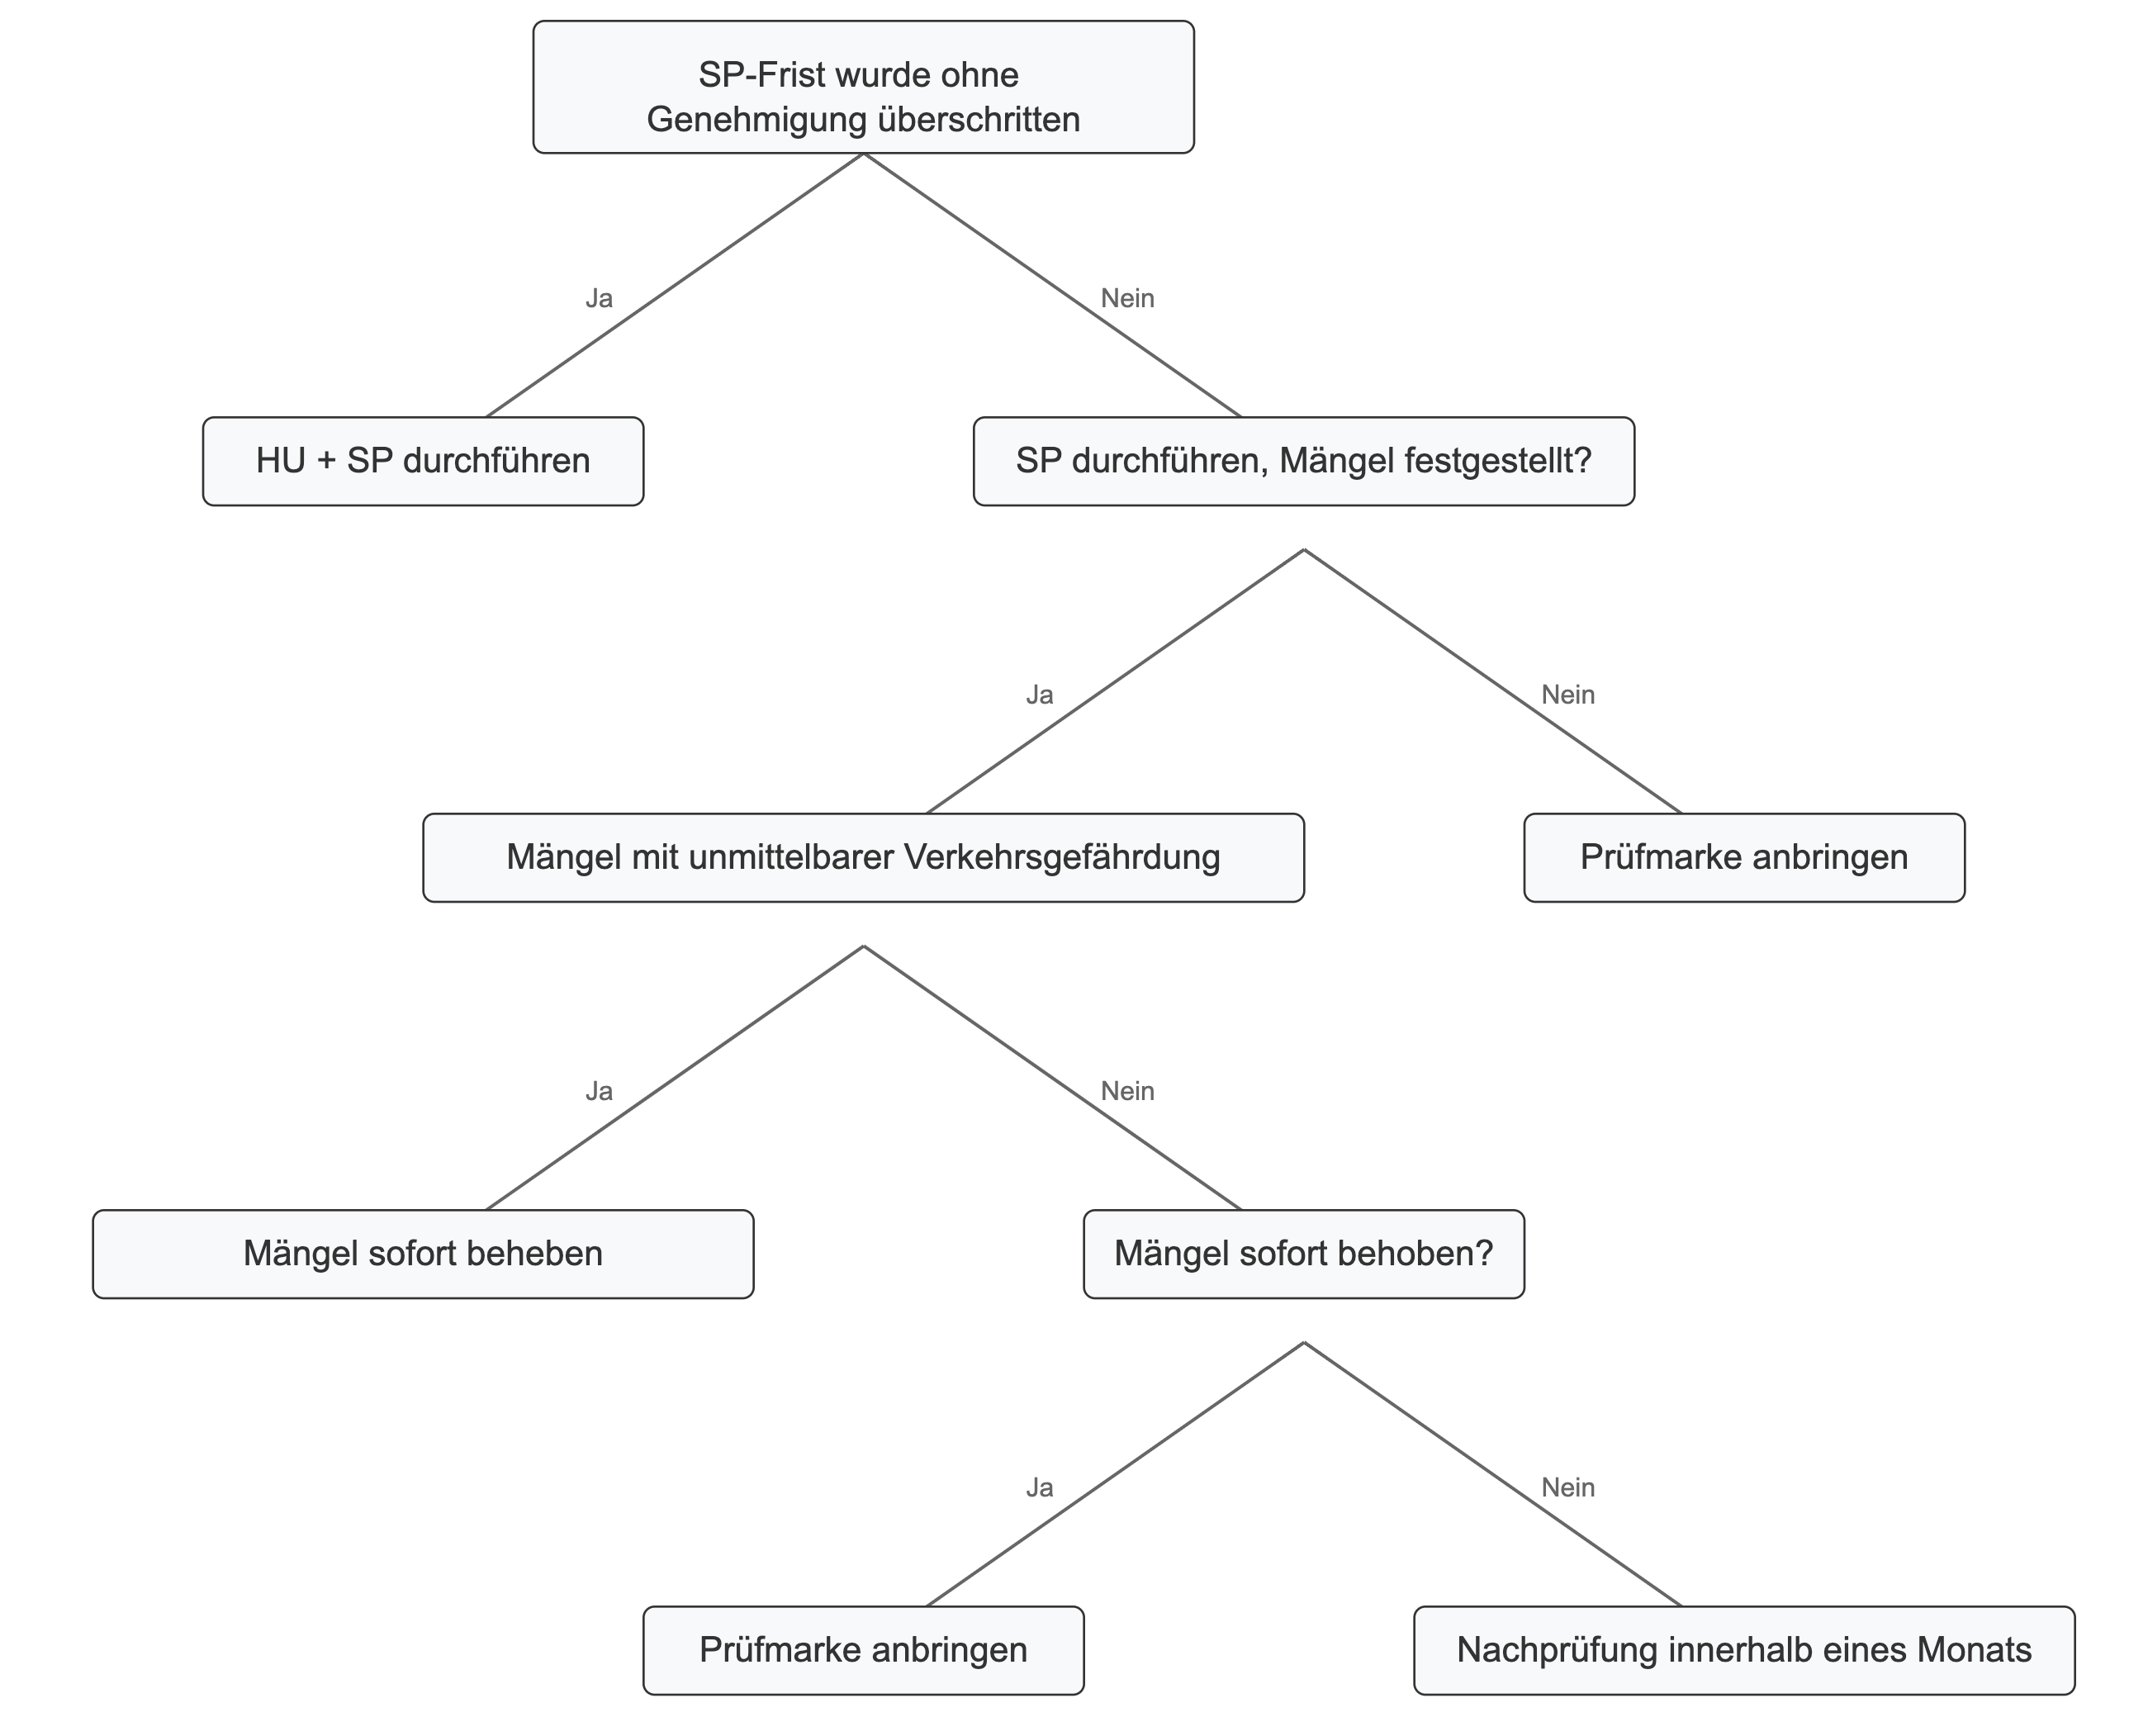 SP-Frist wurde ohne
Genehmigung überschritten
Ja
Nein
HU + SP durchführen
SP durchführen, Mängel festgestellt?
Ja
Nein
Mängel mit unmittelbarer Verkehrsgefährdung
Prüfmarke anbringen
Ja
Nein
Mängel sofort beheben
Mängel sofort behoben?
Ja
Nein
Prüfmarke anbringen
Nachprüfung innerhalb eines Monats